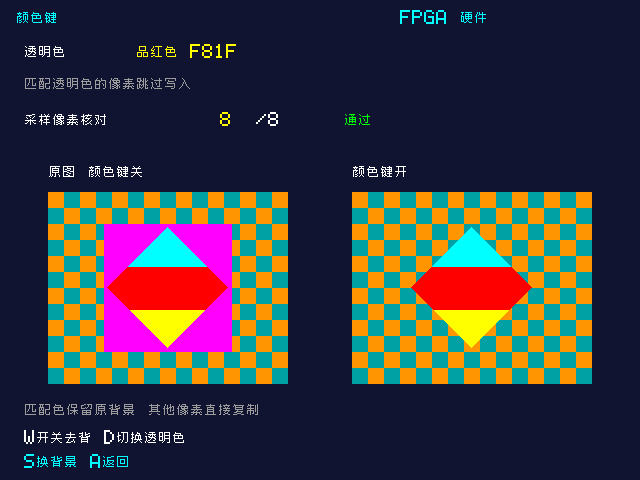 颜色键 FPGA 硬件
透明色 品红色 F81F
匹配透明色的像素跳过写入
采样像素核对 8 /8 通过
原图 颜色键关 颜色键开
匹配色保留原背景 其他像素直接复制
W开关去背 D切换透明色
S换背景 A返回